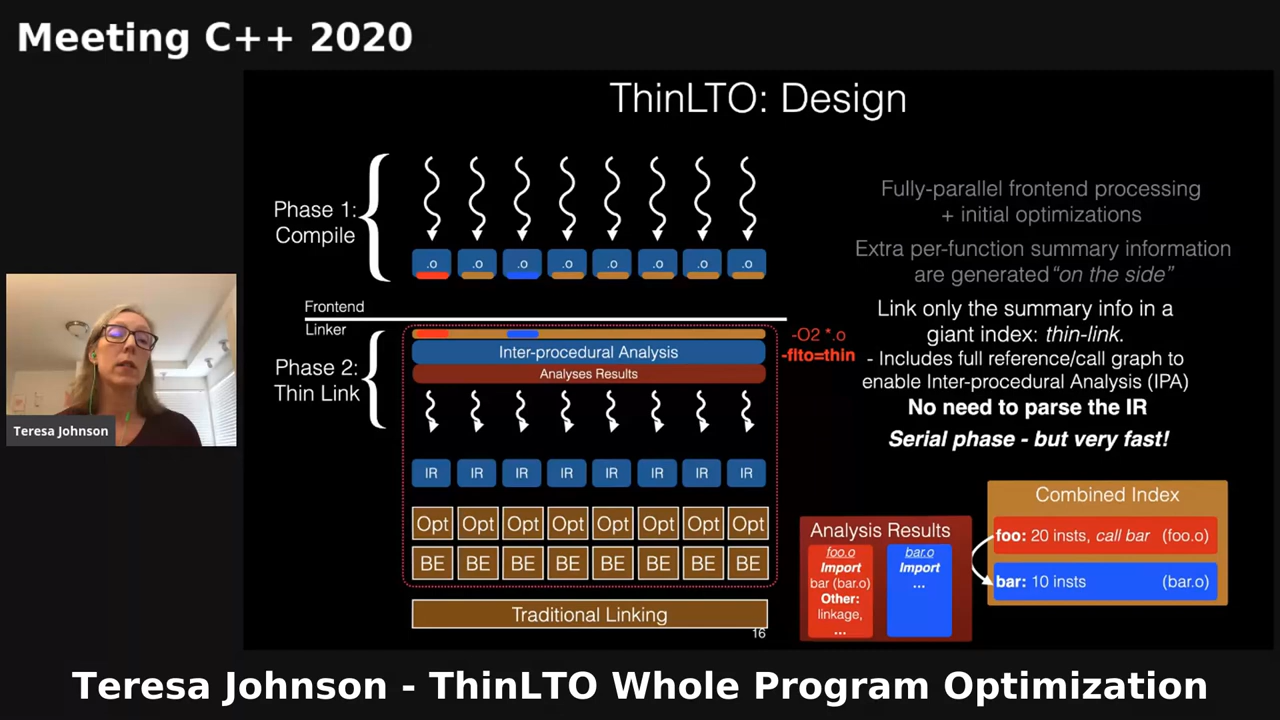 Meeting C++ 2020
ThinLTO: Design
Phase 1:
Compile
.o .o .o .o .o .o .o .o
Fully-parallel frontend processing
+ initial optimizations
Extra per-function summary information
are generated "on the side"
Frontend
Linker
Phase 2:
Thin Link
Inter-procedural Analysis
Analyses Results
-O2 *.o
-flto=thin
Link only the summary info in a
giant index: thin-link.
- Includes full reference/call graph to
enable Inter-procedural Analysis (IPA)
No need to parse the IR
Serial phase - but very fast!
IR IR IR IR IR IR IR IR
Opt Opt Opt Opt Opt Opt Opt Opt
BE BE BE BE BE BE BE BE
Traditional Linking
16
Analysis Results
foo.o
Import
bar (bar.o)
Other:
linkage,
...
bar.o
Import
...
Combined Index
foo: 20 insts, call bar (foo.o)
bar: 10 insts (bar.o)
Teresa Johnson
Teresa Johnson - ThinLTO Whole Program Optimization